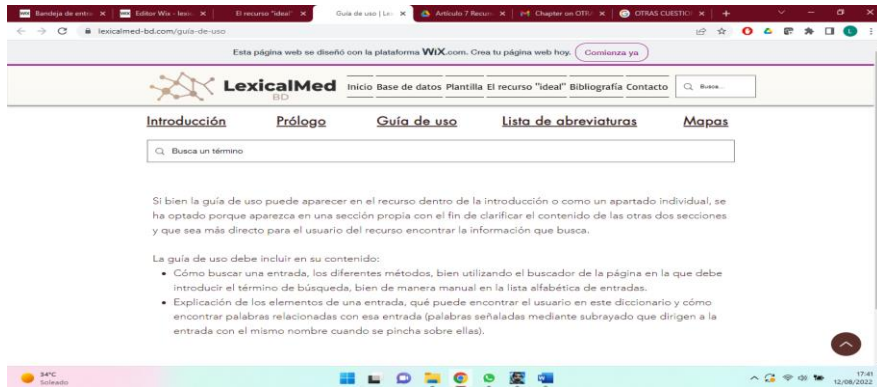 Bandeja de entra
Editor Wix - lexic
El recurso "ideal"
Guía de uso | Lex
Artículo 7 Recur
Chapter on OTR
OTRAS CUESTIO
lexicalmed-bd.com/guia-de-uso
Esta página web se diseñó con la plataforma WiX.com. Crea tu página web hoy. Comienza ya
LexicalMed
BD
Inicio Base de datos Plantilla El recurso "ideal" Bibliografía Contacto
Busca...
Introducción Prólogo Guía de uso Lista de abreviaturas Mapas
Busca un término
Si bien la guía de uso puede aparecer en el recurso dentro de la introducción o como un apartado individual, se
ha optado porque aparezca en una sección propia con el fin de clarificar el contenido de las otras dos secciones
y que sea más directo para el usuario del recurso encontrar la información que busca.
La guía de uso debe incluir en su contenido:
• Cómo buscar una entrada, los diferentes métodos, bien utilizando el buscador de la página en la que debe
introducir el término de búsqueda, bien de manera manual en la lista alfabética de entradas.
• Explicación de los elementos de una entrada, qué puede encontrar el usuario en este diccionario y cómo
encontrar palabras relacionadas con esa entrada (palabras señaladas mediante subrayado que dirigen a la
entrada con el mismo nombre cuando se pincha sobre ellas).
34°C
Soleado
17:41
12/08/2022